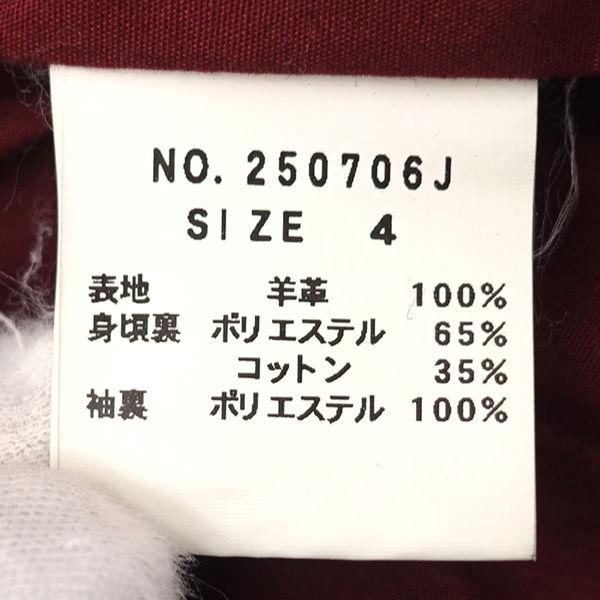 NO. 250706J
SIZE 4
表地 羊革 100%
身頃裏 ポリエステル 65%
コットン 35%
袖裏 ポリエステル 100%